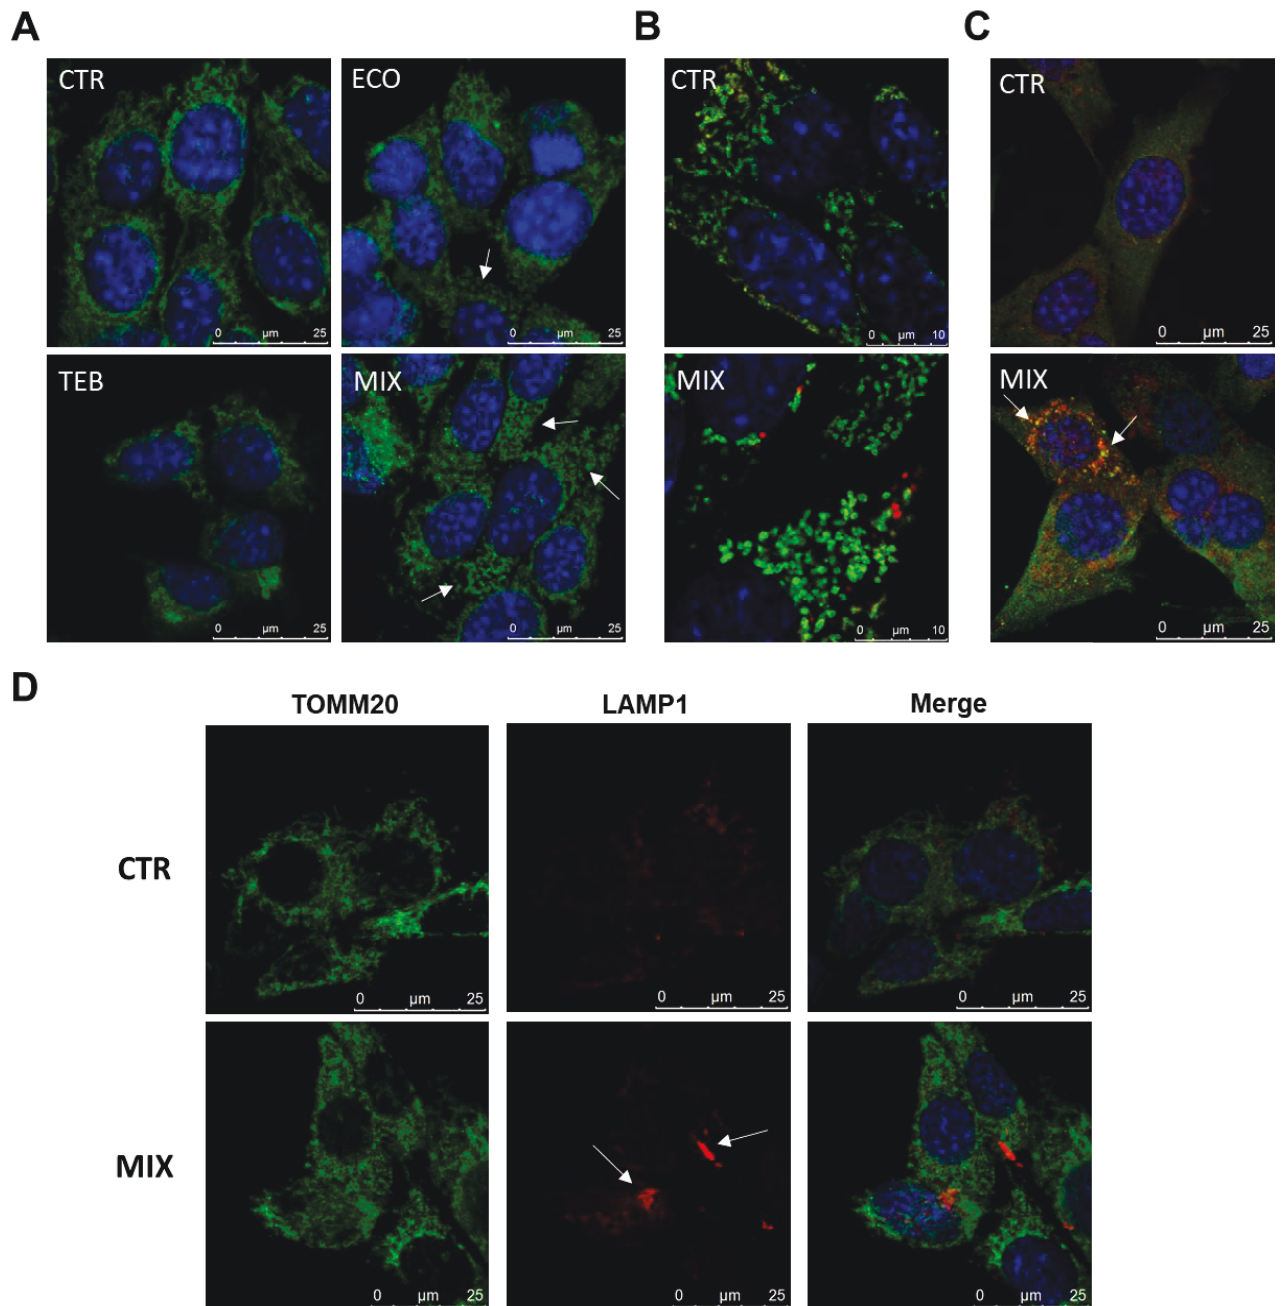 A B C
CTR ECO CTR CTR
0 µm 25 0 µm 25 0 µm 10 0 µm 25
TEB MIX MIX MIX
0 µm 25 0 µm 25 0 µm 10 0 µm 25
D
TOMM20 LAMP1 Merge
CTR
0 µm 25 0 µm 25 0 µm 25
MIX
0 µm 25 0 µm 25 0 µm 25